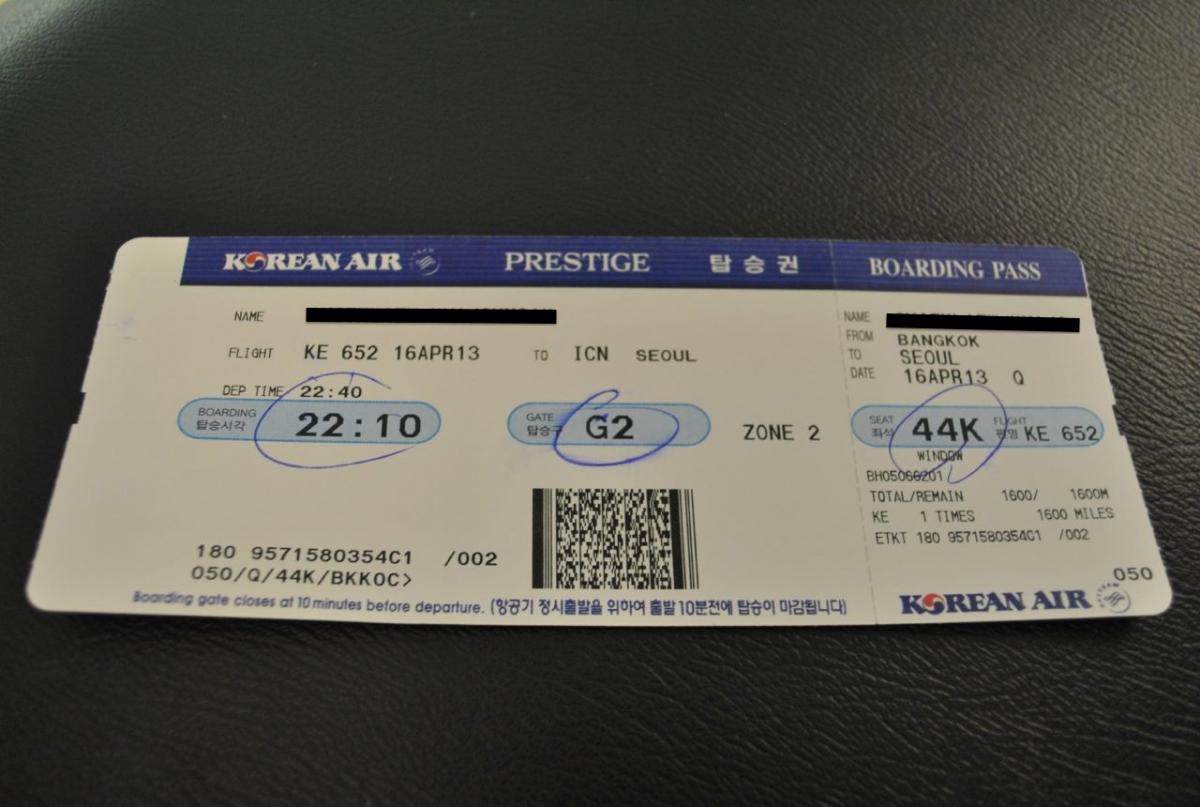 KOREAN AIR PRESTIGE 탑승권
NAME
FLIGHT KE 652 16APR13 TO ICN SEOUL
DEP TIME 22:40
BOARDING 탑승시각 22:10 GATE 탑승구 G2 ZONE 2
180 9571580354C1 /002
050/Q/44K/BKK0C>
Boarding gate closes at 10 minutes before departure. (항공기 정시출발을 위하여 출발 10분전에 탑승이 마감됩니다)
BOARDING PASS
NAME
FROM BANGKOK
TO SEOUL
DATE 16APR13 Q
SEAT 좌석 44K FLIGHT 편명 KE 652
WINDOW
BH05066201
TOTAL/REMAIN 1600/ 1600M
KE 1 TIMES 1600 MILES
ETKT 180 9571580354C1 /002
050
KOREAN AIR